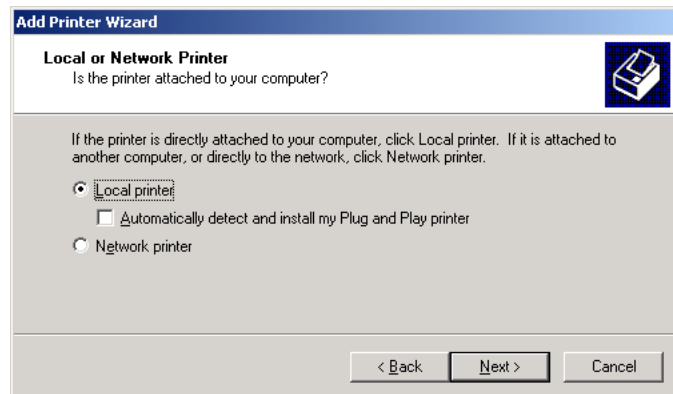 Add Printer Wizard
Local or Network Printer
Is the printer attached to your computer?
If the printer is directly attached to your computer, click Local printer. If it is attached to
another computer, or directly to the network, click Network printer.
Local printer
Automatically detect and install my Plug and Play printer
Network printer
< Back Next > Cancel